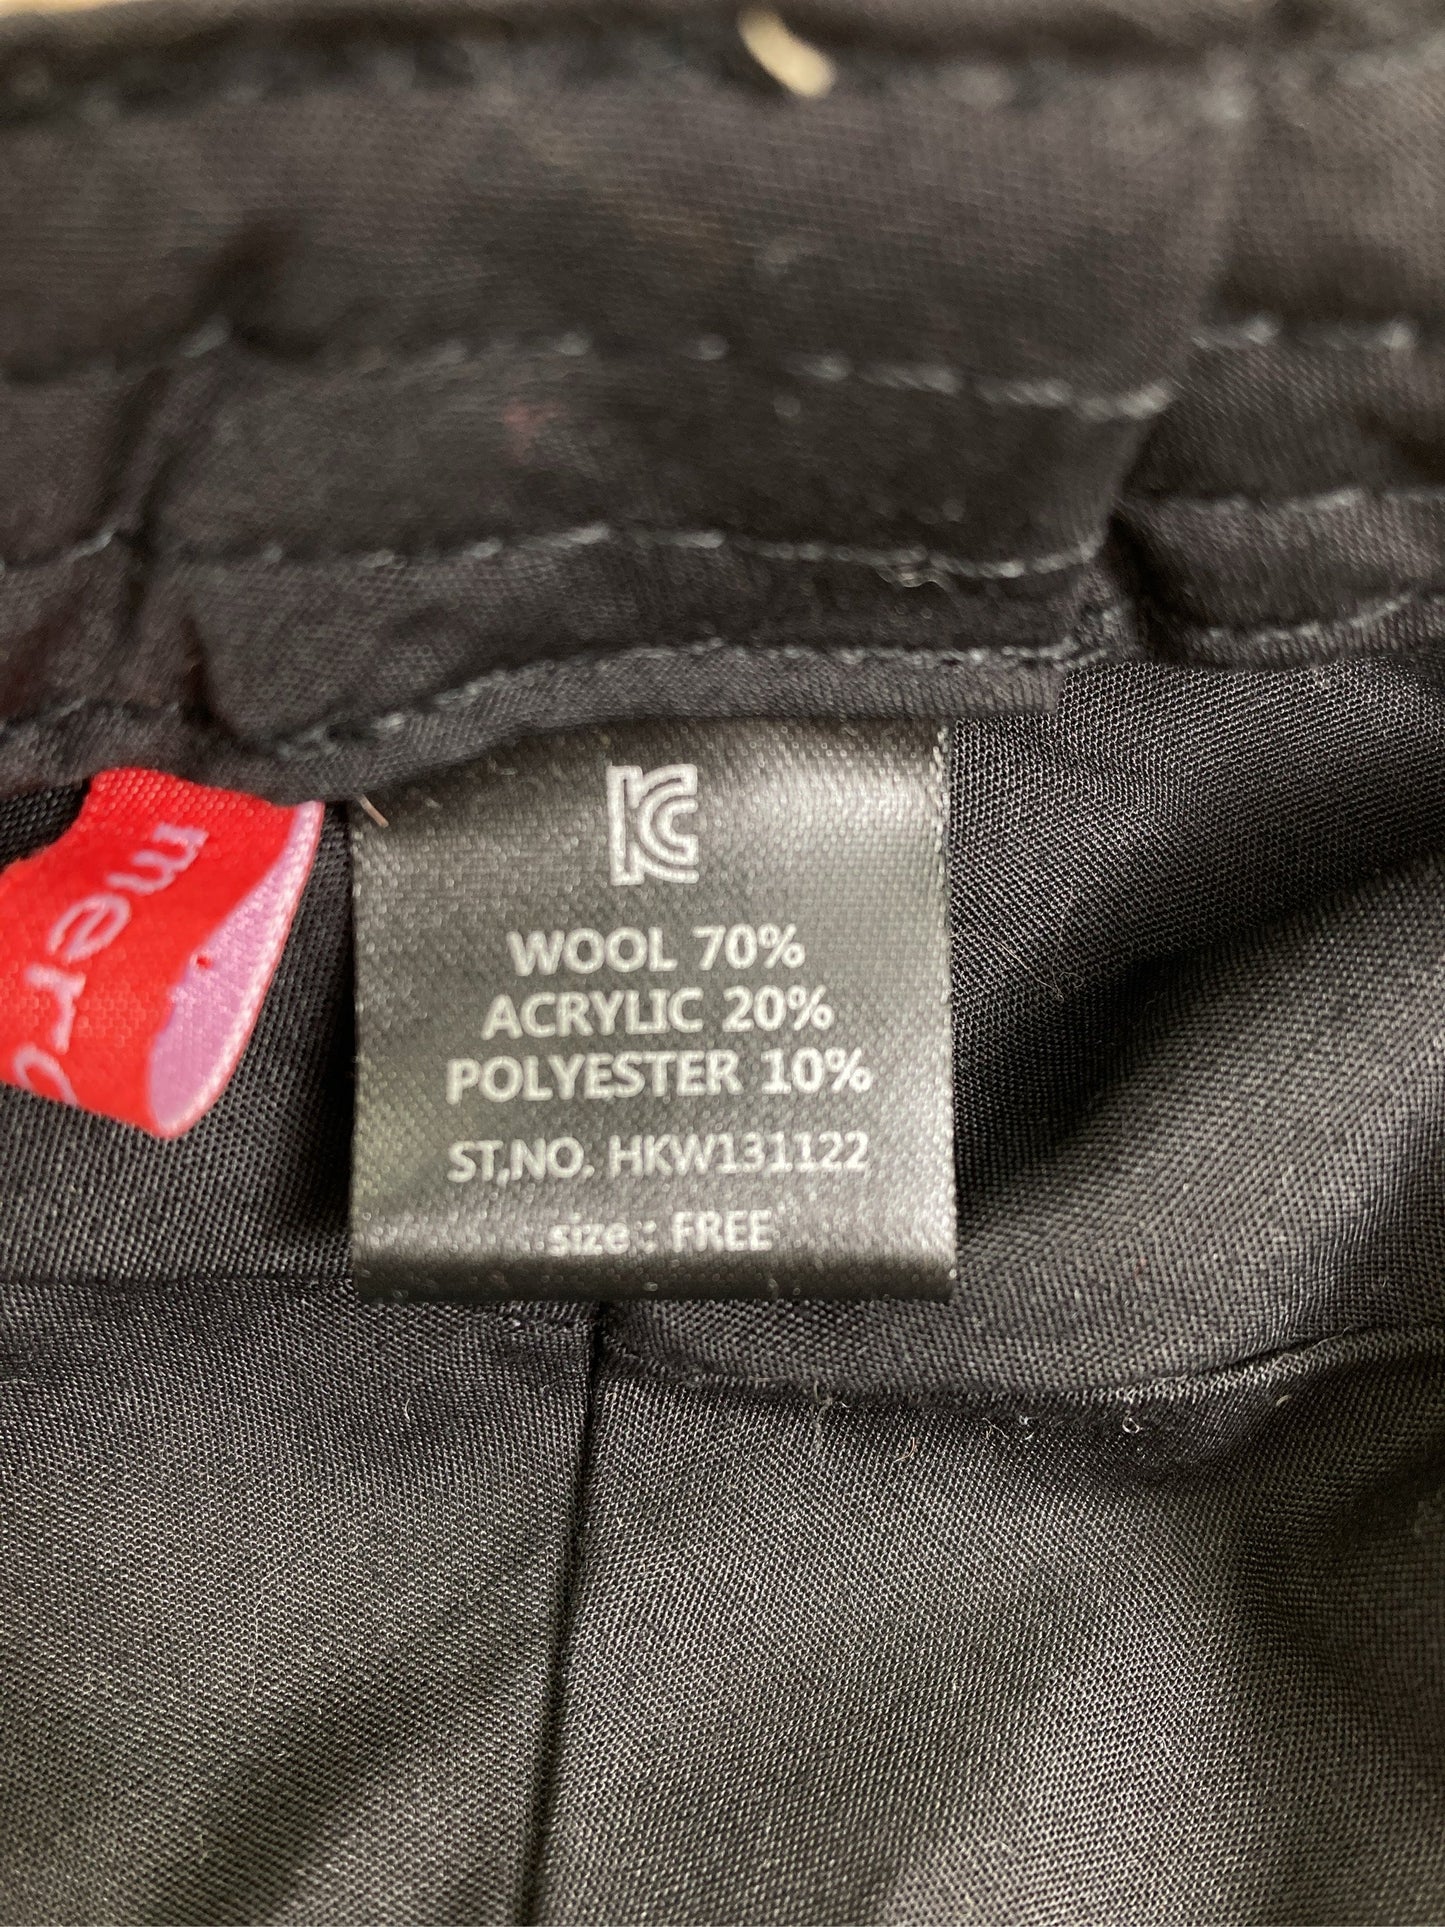 KC
WOOL 70%
ACRYLIC 20%
POLYESTER 10%
ST.NO. HKW131122
size : FREE